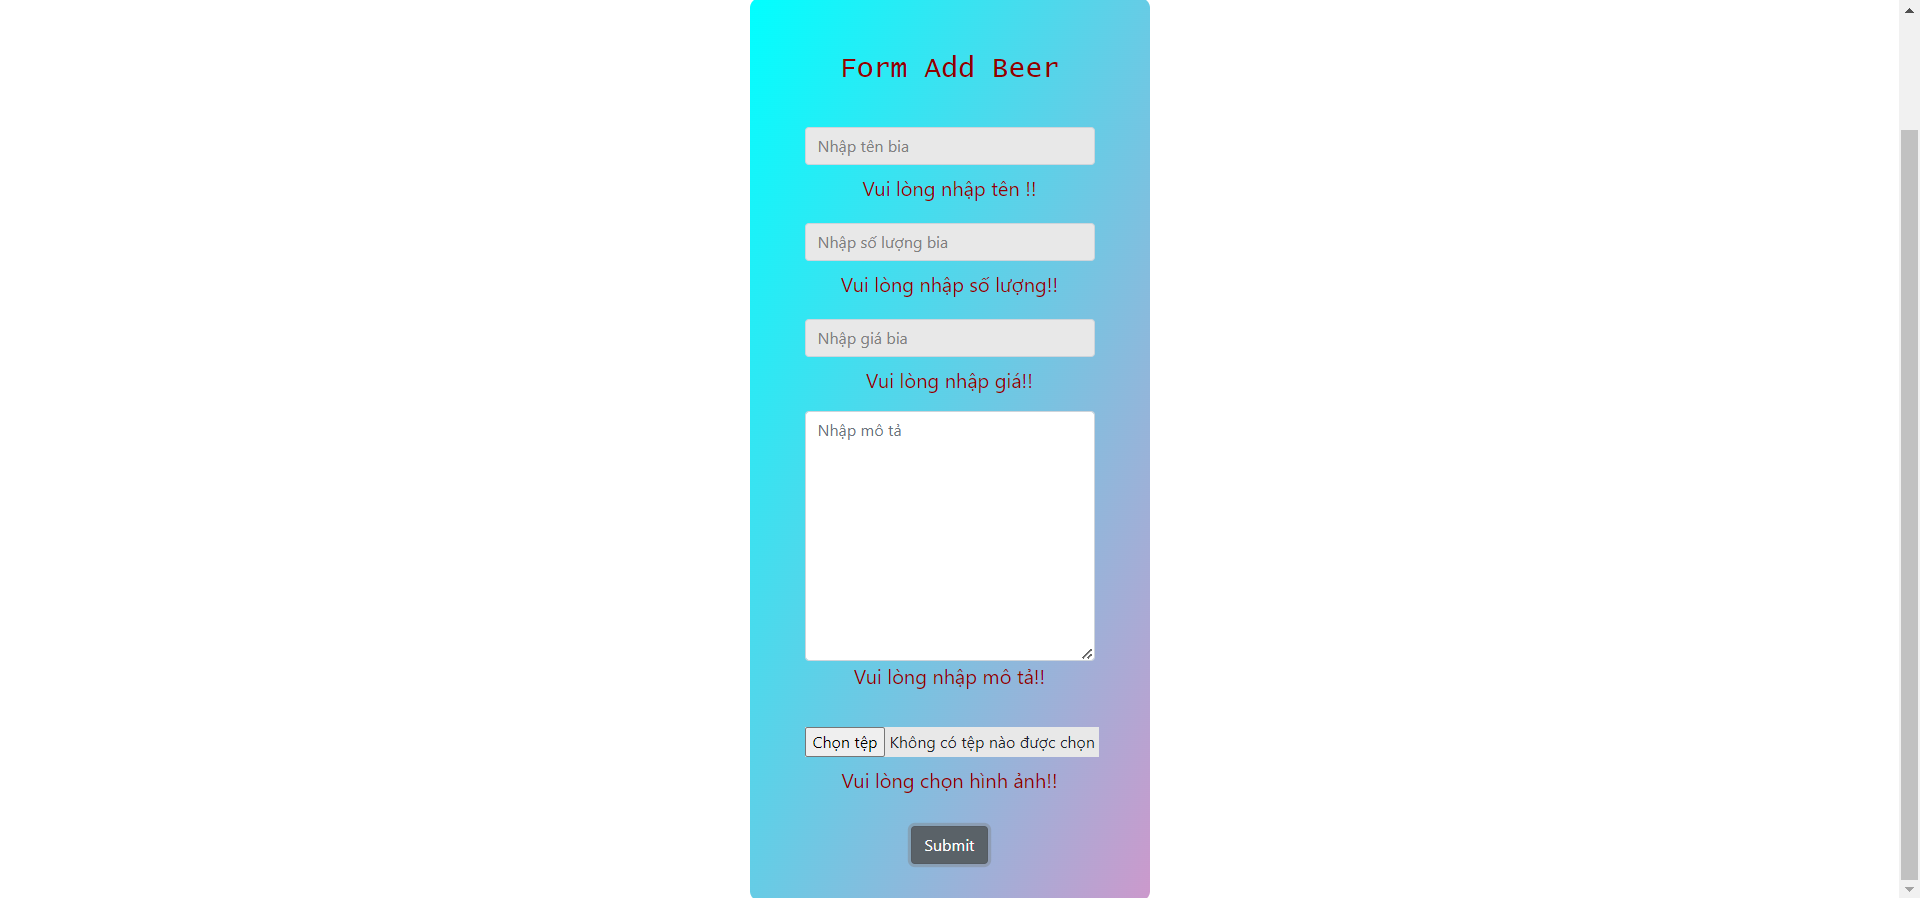 Form Add Beer
Nhập tên bia
Vui lòng nhập tên !!
Nhập số lượng bia
Vui lòng nhập số lượng!!
Nhập giá bia
Vui lòng nhập giá!!
Nhập mô tả
Vui lòng nhập mô tả!!
Chọn tệp Không có tệp nào được chọn
Vui lòng chọn hình ảnh!!
Submit